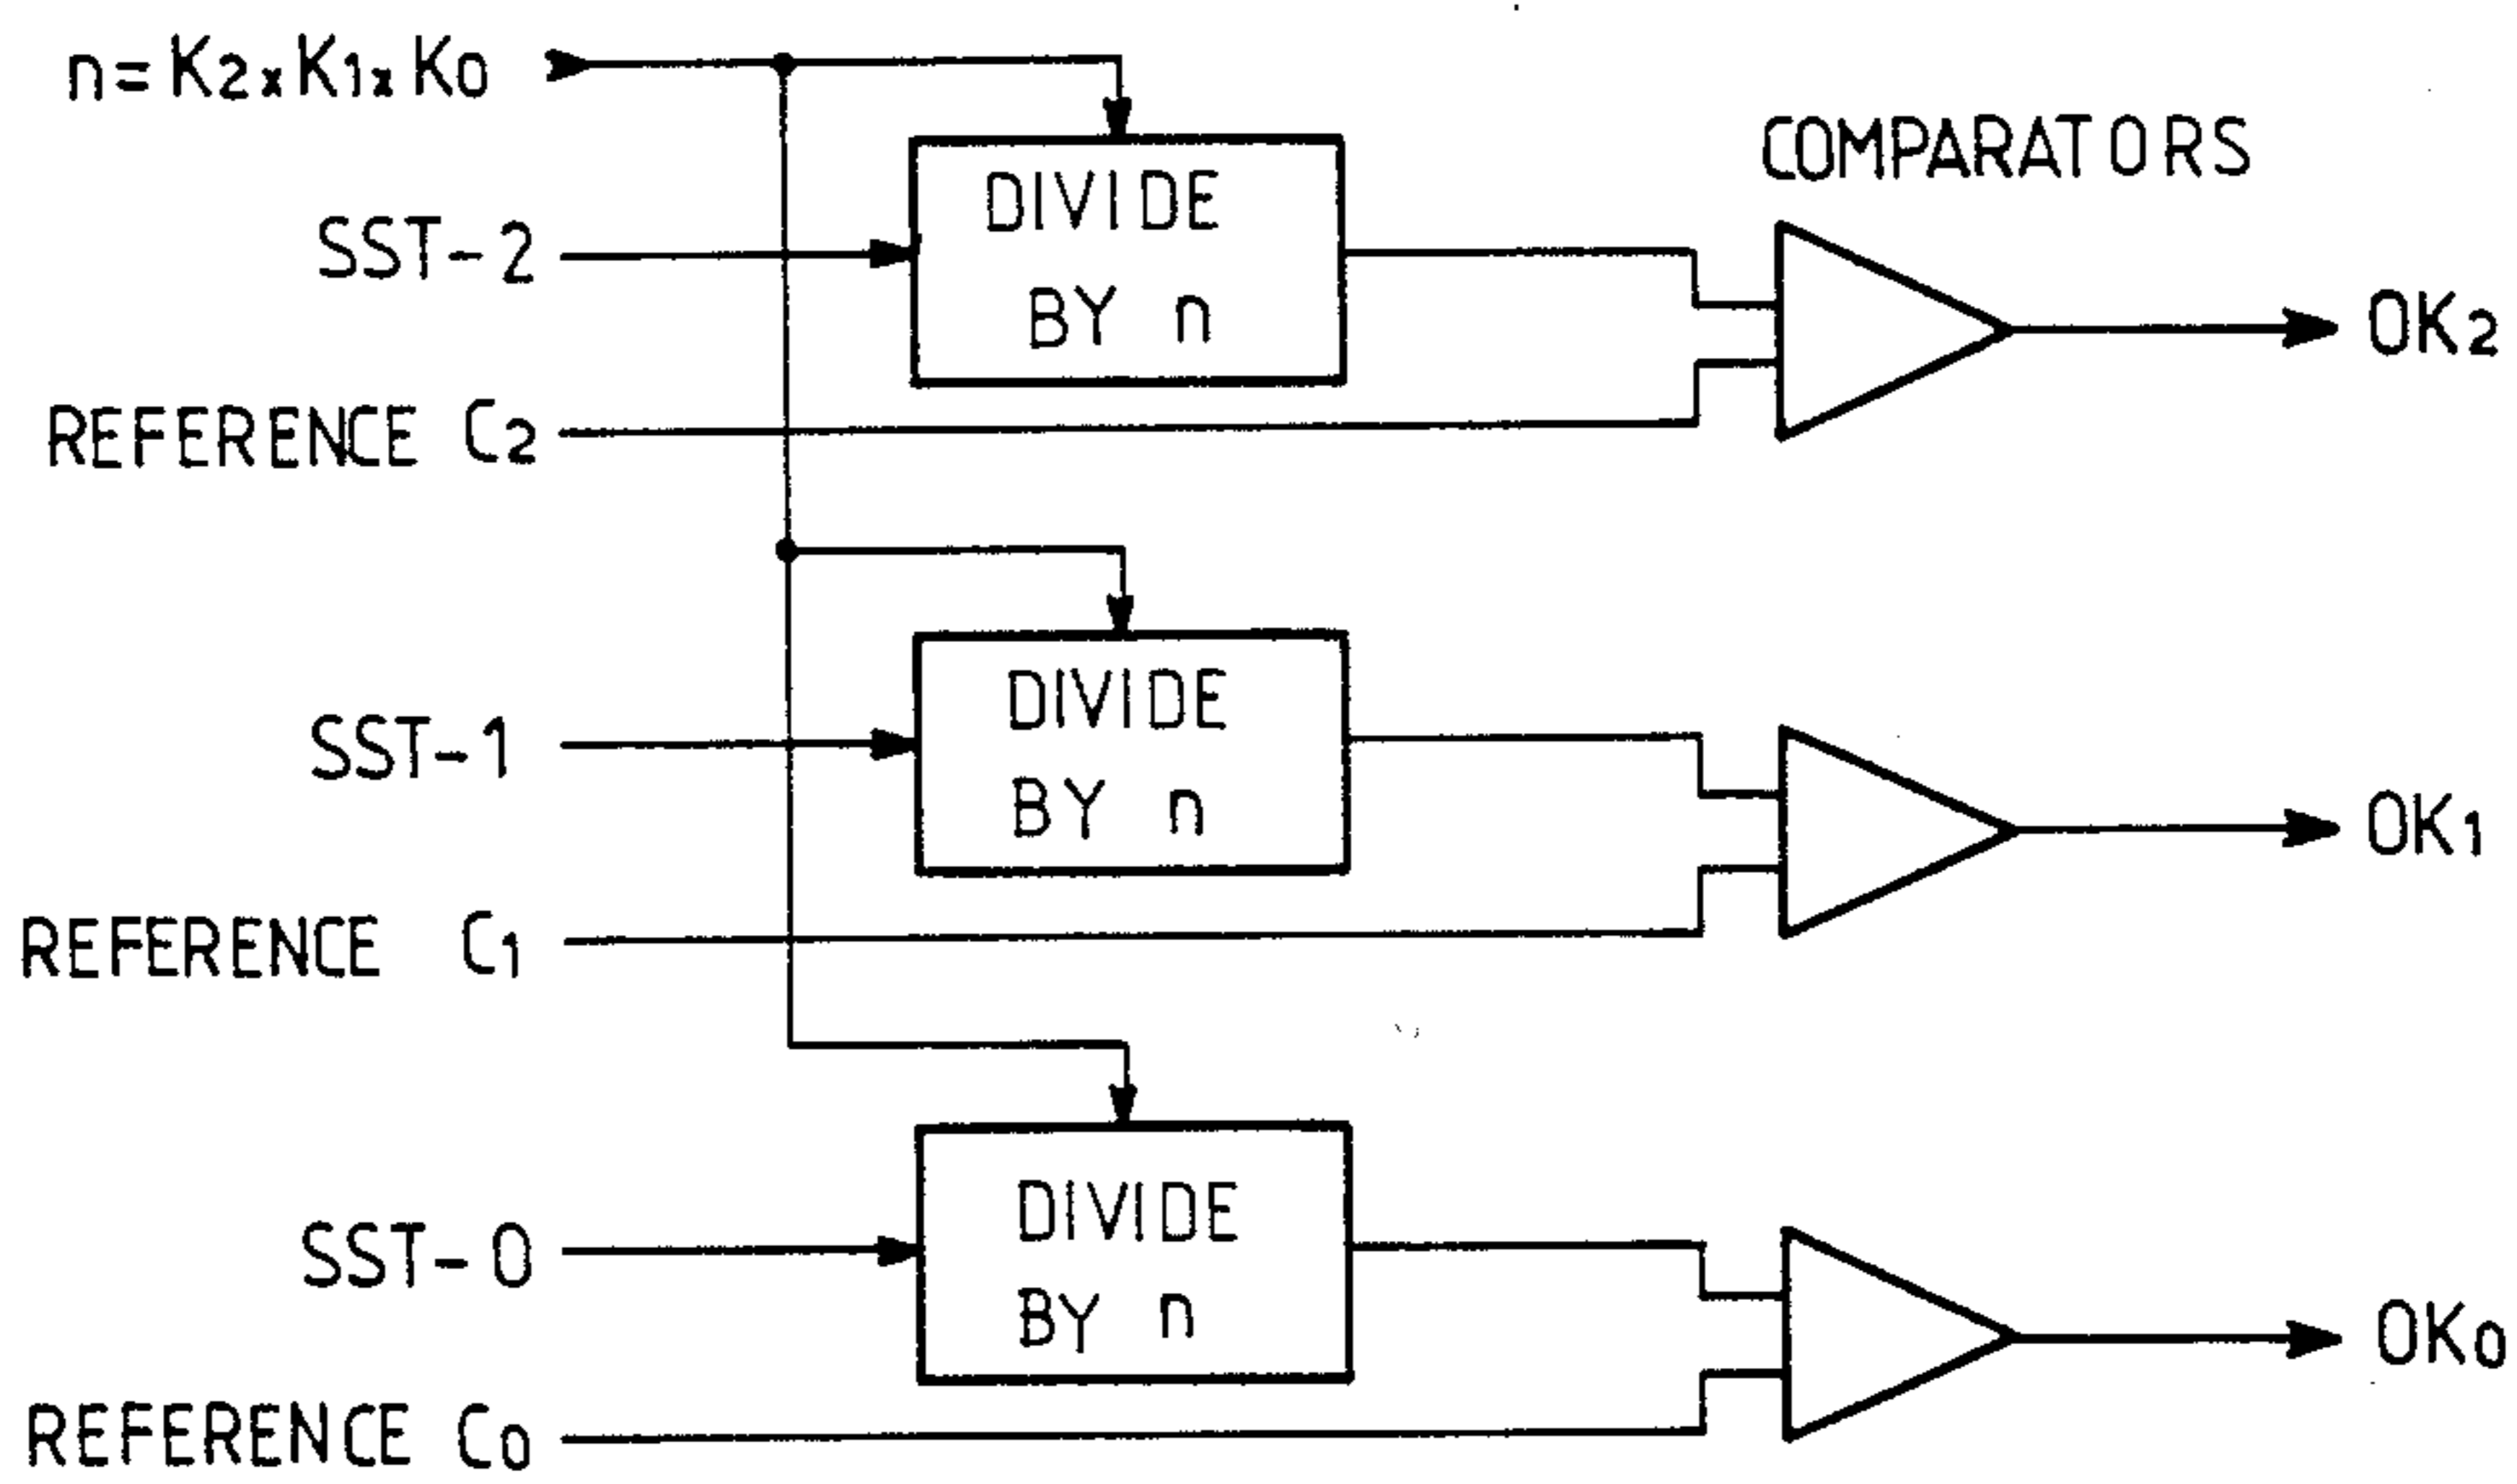 n=K2xK1xK0
COMPARATORS
DIVIDE
BY n
SST-2
REFERENCE C2
OK2
DIVIDE
BY n
SST-1
REFERENCE C1
OK1
DIVIDE
BY n
SST-0
REFERENCE C0
OK0